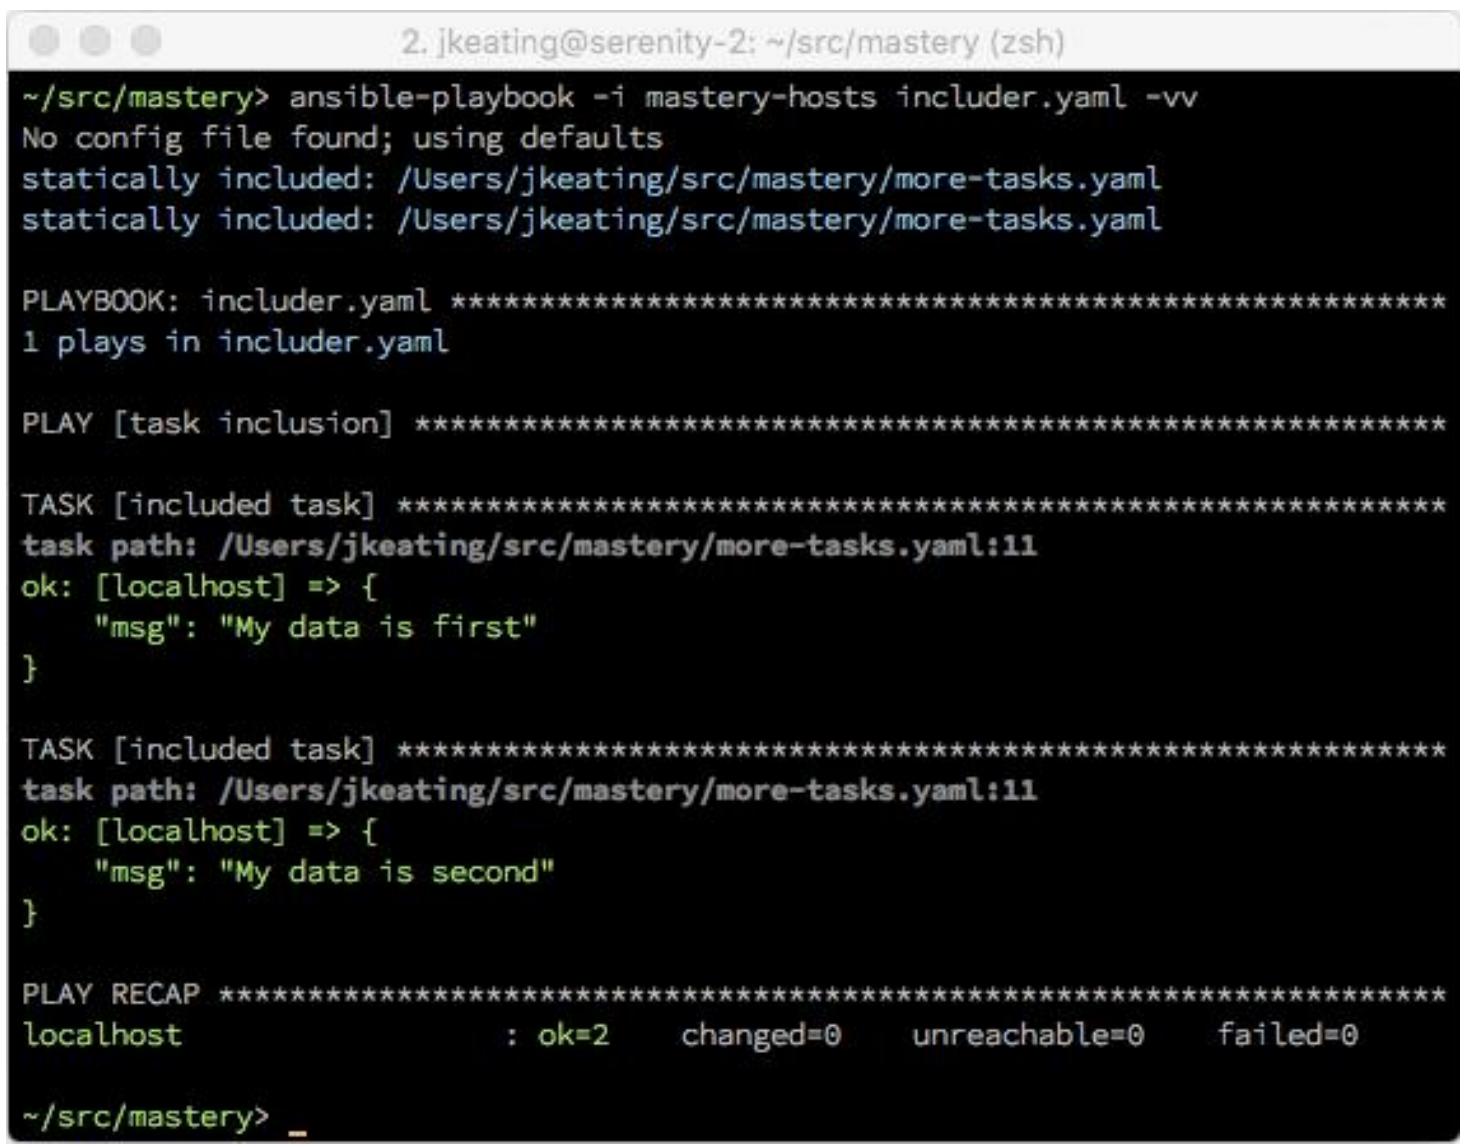 2. jkeating@serenity-2: ~/src/mastery (zsh)
~/src/mastery> ansible-playbook -i mastery-hosts includer.yaml -vv
No config file found; using defaults
statically included: /Users/jkeating/src/mastery/more-tasks.yaml
statically included: /Users/jkeating/src/mastery/more-tasks.yaml
PLAYBOOK: includer.yaml ********************************************************
1 plays in includer.yaml
PLAY [task inclusion] **********************************************************
TASK [included task] ***********************************************************
task path: /Users/jkeating/src/mastery/more-tasks.yaml:11
ok: [localhost] => {
    "msg": "My data is first"
}
TASK [included task] ***********************************************************
task path: /Users/jkeating/src/mastery/more-tasks.yaml:11
ok: [localhost] => {
    "msg": "My data is second"
}
PLAY RECAP *********************************************************************
localhost                  : ok=2    changed=0    unreachable=0    failed=0
~/src/mastery> _